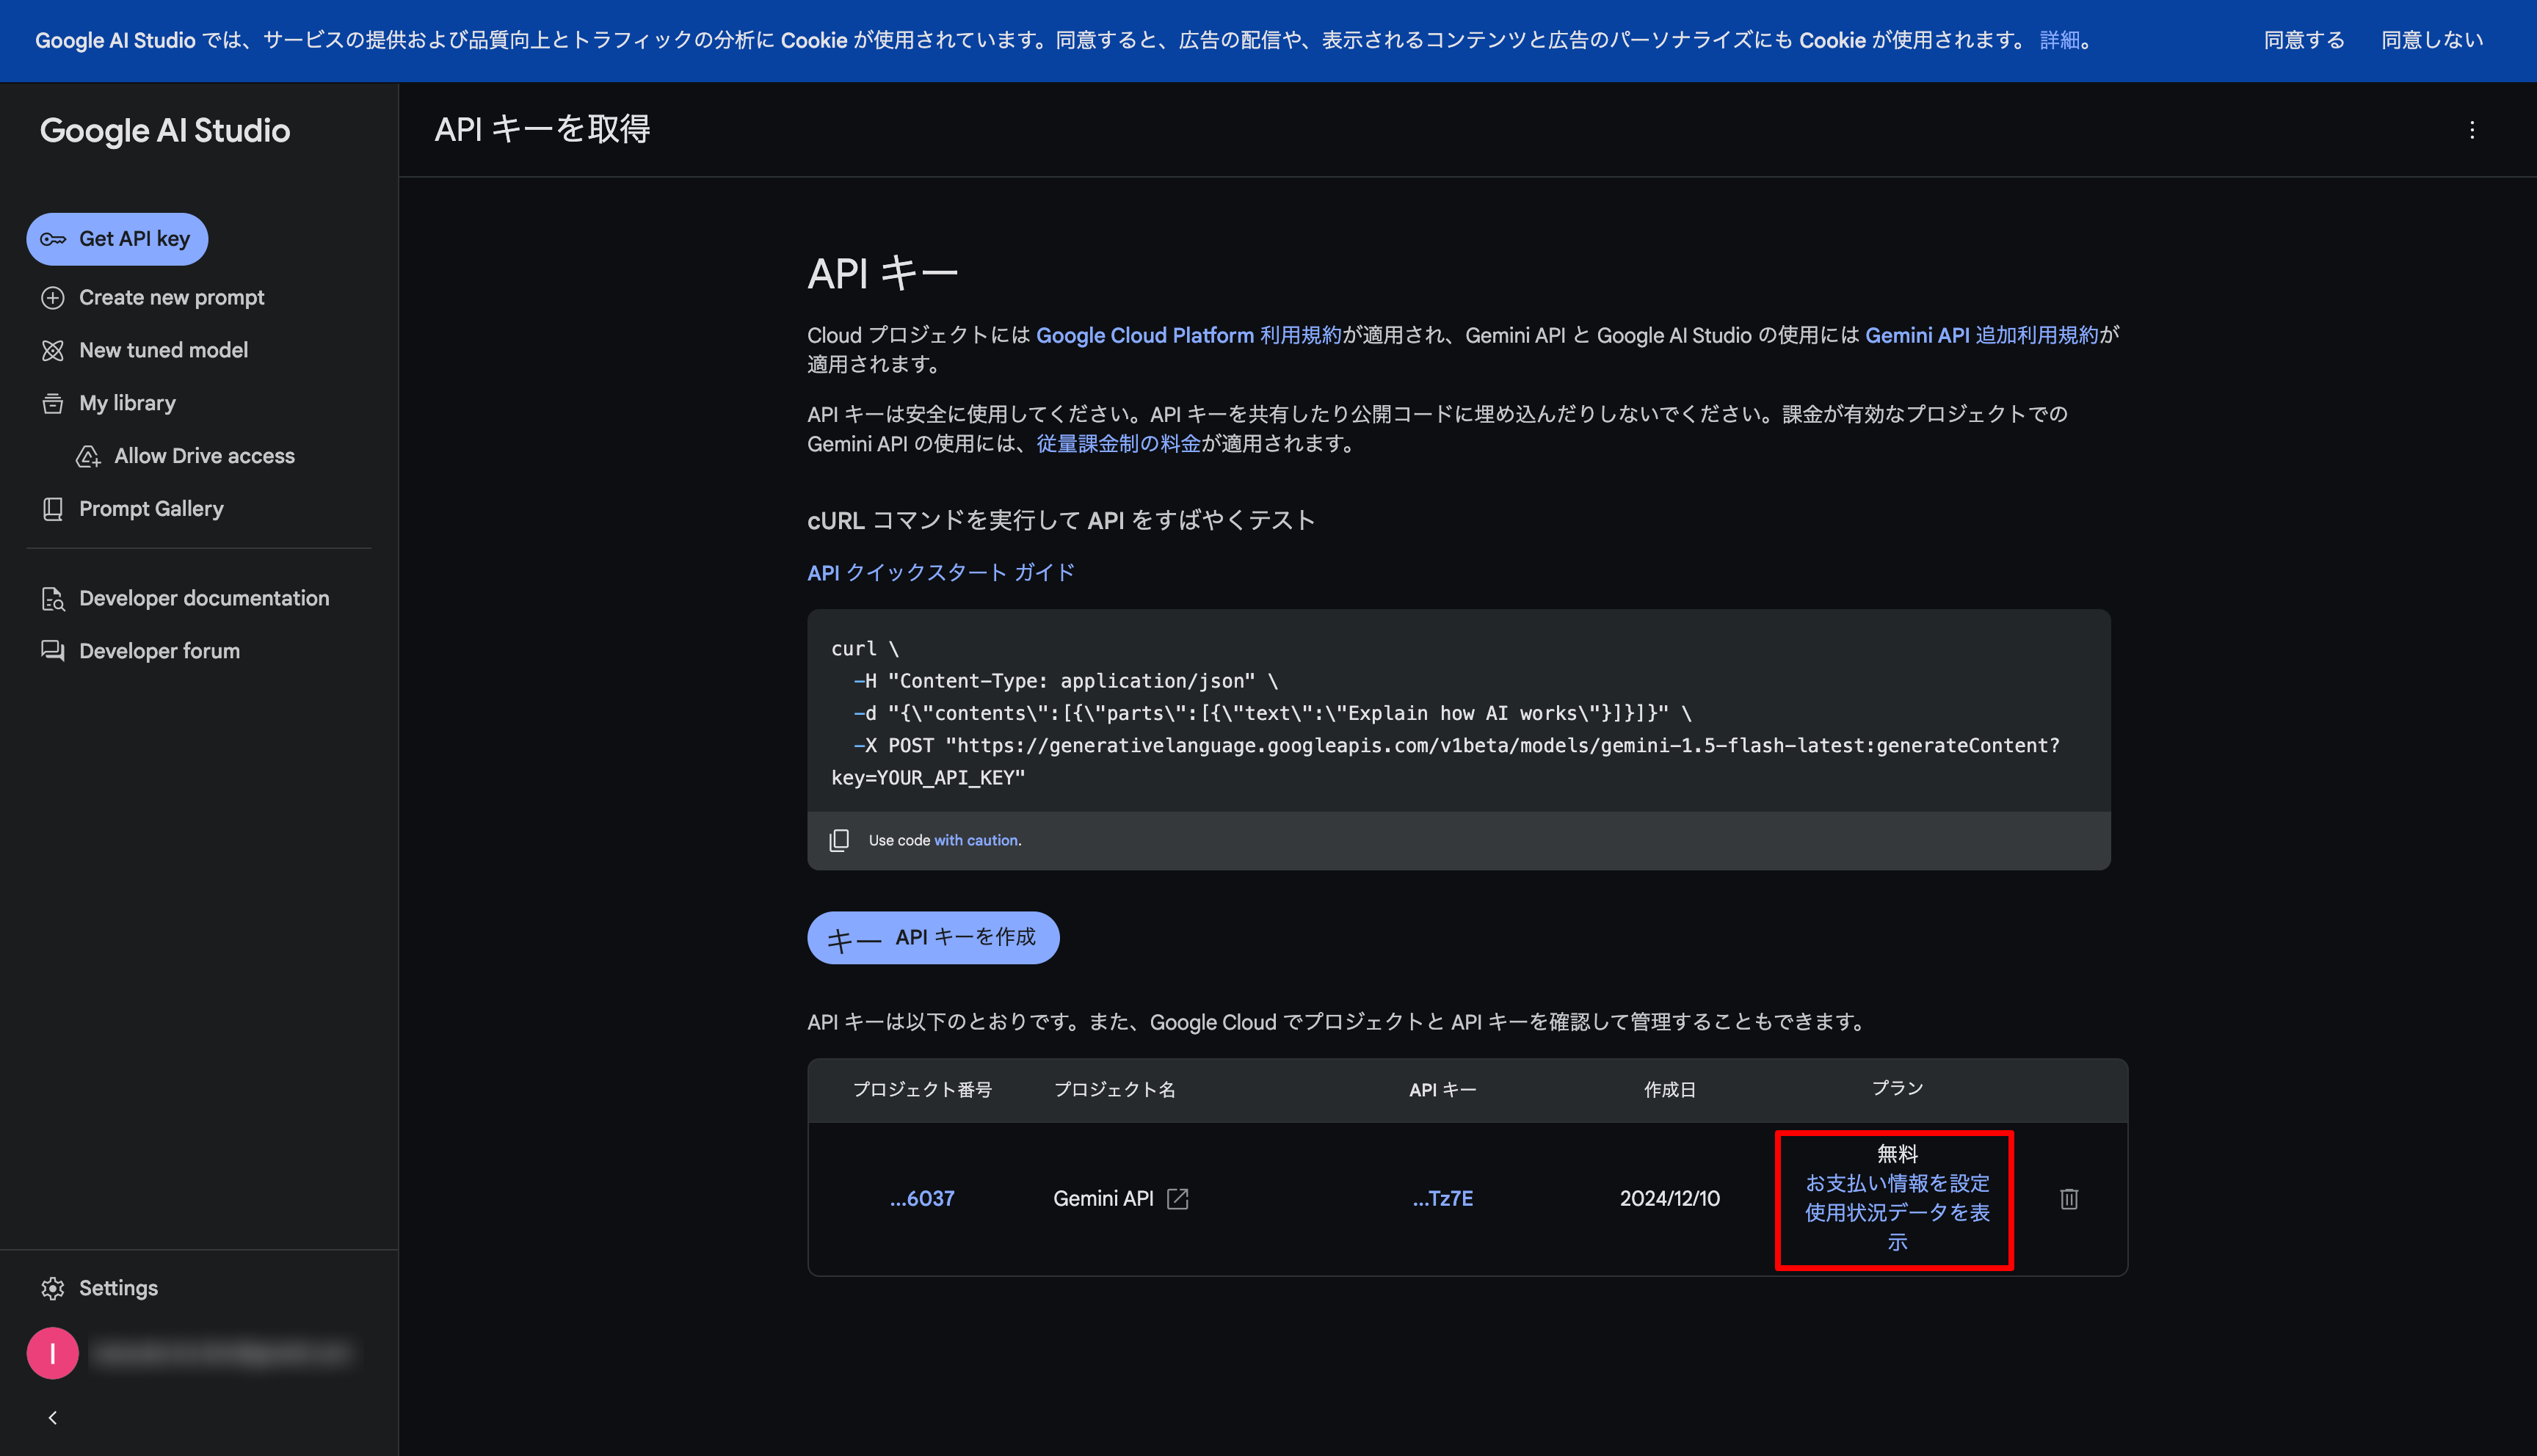 Google AI Studio では、サービスの提供および品質向上とトラフィックの分析に Cookie が使用されています。同意すると、広告の配信や、表示されるコンテンツと広告のパーソナライズにも Cookie が使用されます。 詳細。 同意する 同意しない
Google AI Studio
Get API key
Create new prompt
New tuned model
My library
Allow Drive access
Prompt Gallery
Developer documentation
Developer forum
Settings
I
API キーを取得
API キー
Cloud プロジェクトには Google Cloud Platform 利用規約が適用され、Gemini API と Google AI Studio の使用には Gemini API 追加利用規約が
適用されます。
API キーは安全に使用してください。API キーを共有したり公開コードに埋め込んだりしないでください。課金が有効なプロジェクトでの
Gemini API の使用には、従量課金制の料金が適用されます。
cURL コマンドを実行して API をすばやくテスト
API クイックスタート ガイド
curl \
-H "Content-Type: application/json" \
-d "{\"contents\":[{\"parts\":[{\"text\":\"Explain how AI works\"}]}]}" \
-X POST "https://generativelanguage.googleapis.com/v1beta/models/gemini-1.5-flash-latest:generateContent?
key=YOUR_API_KEY"
Use code with caution.
キー API キーを作成
API キーは以下のとおりです。また、Google Cloud でプロジェクトと API キーを確認して管理することもできます。
プロジェクト番号 プロジェクト名 API キー 作成日 プラン
...6037 Gemini API ...Tz7E 2024/12/10
無料
お支払い情報を設定
使用状況データを表
示